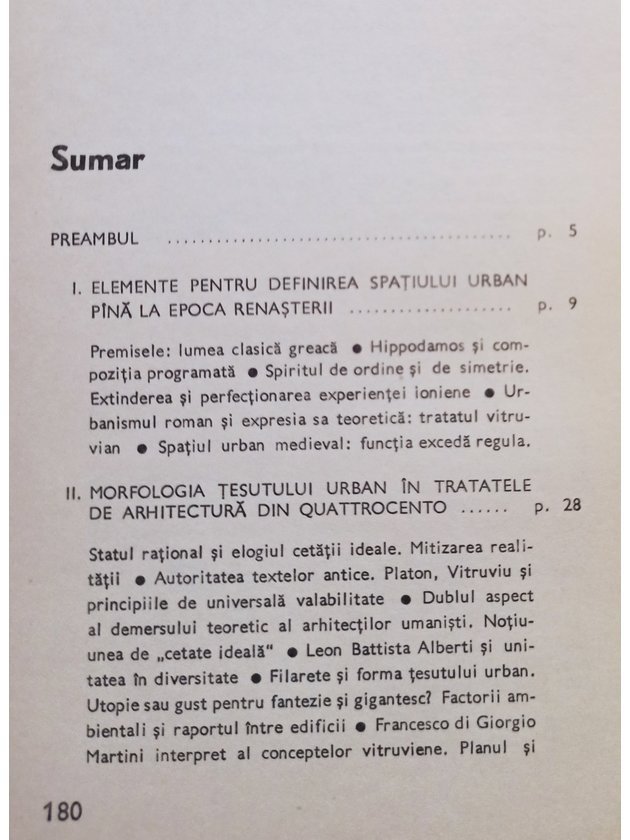 Sumar
PREAMBUL ........................................ p. 5
I. ELEMENTE PENTRU DEFINIREA SPAȚIULUI URBAN
PÎNĂ LA EPOCA RENAȘTERII .................... p. 9
Premisele: lumea clasică greacă ● Hippodamos și com-
poziția programată ● Spiritul de ordine și de simetrie.
Extinderea și perfecționarea experienței ioniene ● Ur-
banismul roman și expresia sa teoretică: tratatul vitru-
vian ● Spațiul urban medieval: funcția excedă regula.
II. MORFOLOGIA ȚESUTULUI URBAN ÎN TRATATELE
DE ARHITECTURĂ DIN QUATTROCENTO ...... p. 28
Statul rațional și elogiul cetății ideale. Mitizarea reali-
tății ● Autoritatea textelor antice. Platon, Vitruviu și
principiile de universală valabilitate ● Dublul aspect
al demersului teoretic al arhitecților umaniști. Noțiu-
unea de „cetate ideală“ ● Leon Battista Alberti și uni-
tatea în diversitate ● Filarete și forma țesutului urban.
Utopie sau gust pentru fantezie și gigantesc? Factorii am-
bientali și raportul între edificii ● Francesco di Giorgio
Martini interpret al conceptelor vitruviene. Planul și
180